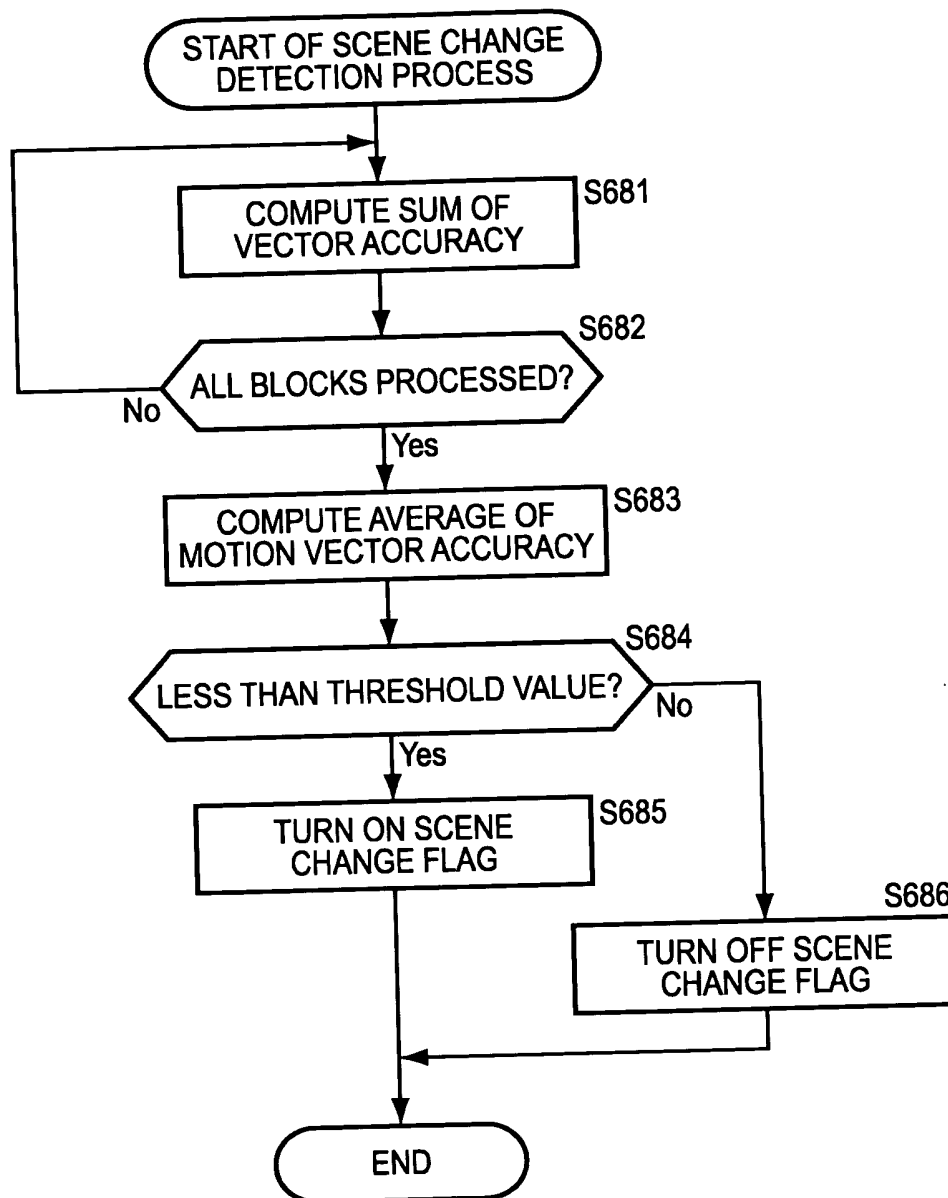 START OF SCENE CHANGE
DETECTION PROCESS
S681
COMPUTE SUM OF
VECTOR ACCURACY
S682
ALL BLOCKS PROCESSED?
No
Yes
S683
COMPUTE AVERAGE OF
MOTION VECTOR ACCURACY
S684
LESS THAN THRESHOLD VALUE?
No
Yes
S685
TURN ON SCENE
CHANGE FLAG
S686
TURN OFF SCENE
CHANGE FLAG
END